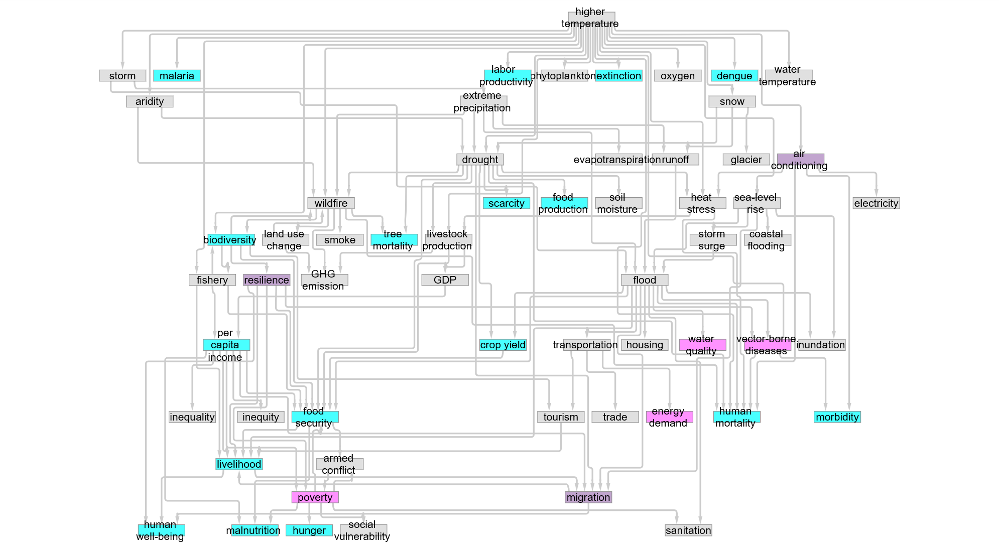 higher
temperature
storm
malaria
labor
productivity
phytoplankton
extinction
oxygen
dengue
water
temperature
aridity
extreme
precipitation
snow
drought
evapotranspiration
runoff
glacier
air
conditioning
wildfire
scarcity
food
production
soil
moisture
heat
stress
sea-level
rise
electricity
biodiversity
land use
change
smoke
tree
mortality
livestock
production
storm
surge
coastal
flooding
fishery
resilience
GHG
emission
GDP
flood
per
capita
income
crop yield
transportation
housing
water
quality
vector-borne
diseases
inundation
inequality
inequity
food
security
tourism
trade
energy
demand
human
mortality
morbidity
livelihood
armed
conflict
poverty
migration
human
well-being
malnutrition
hunger
social
vulnerability
sanitation